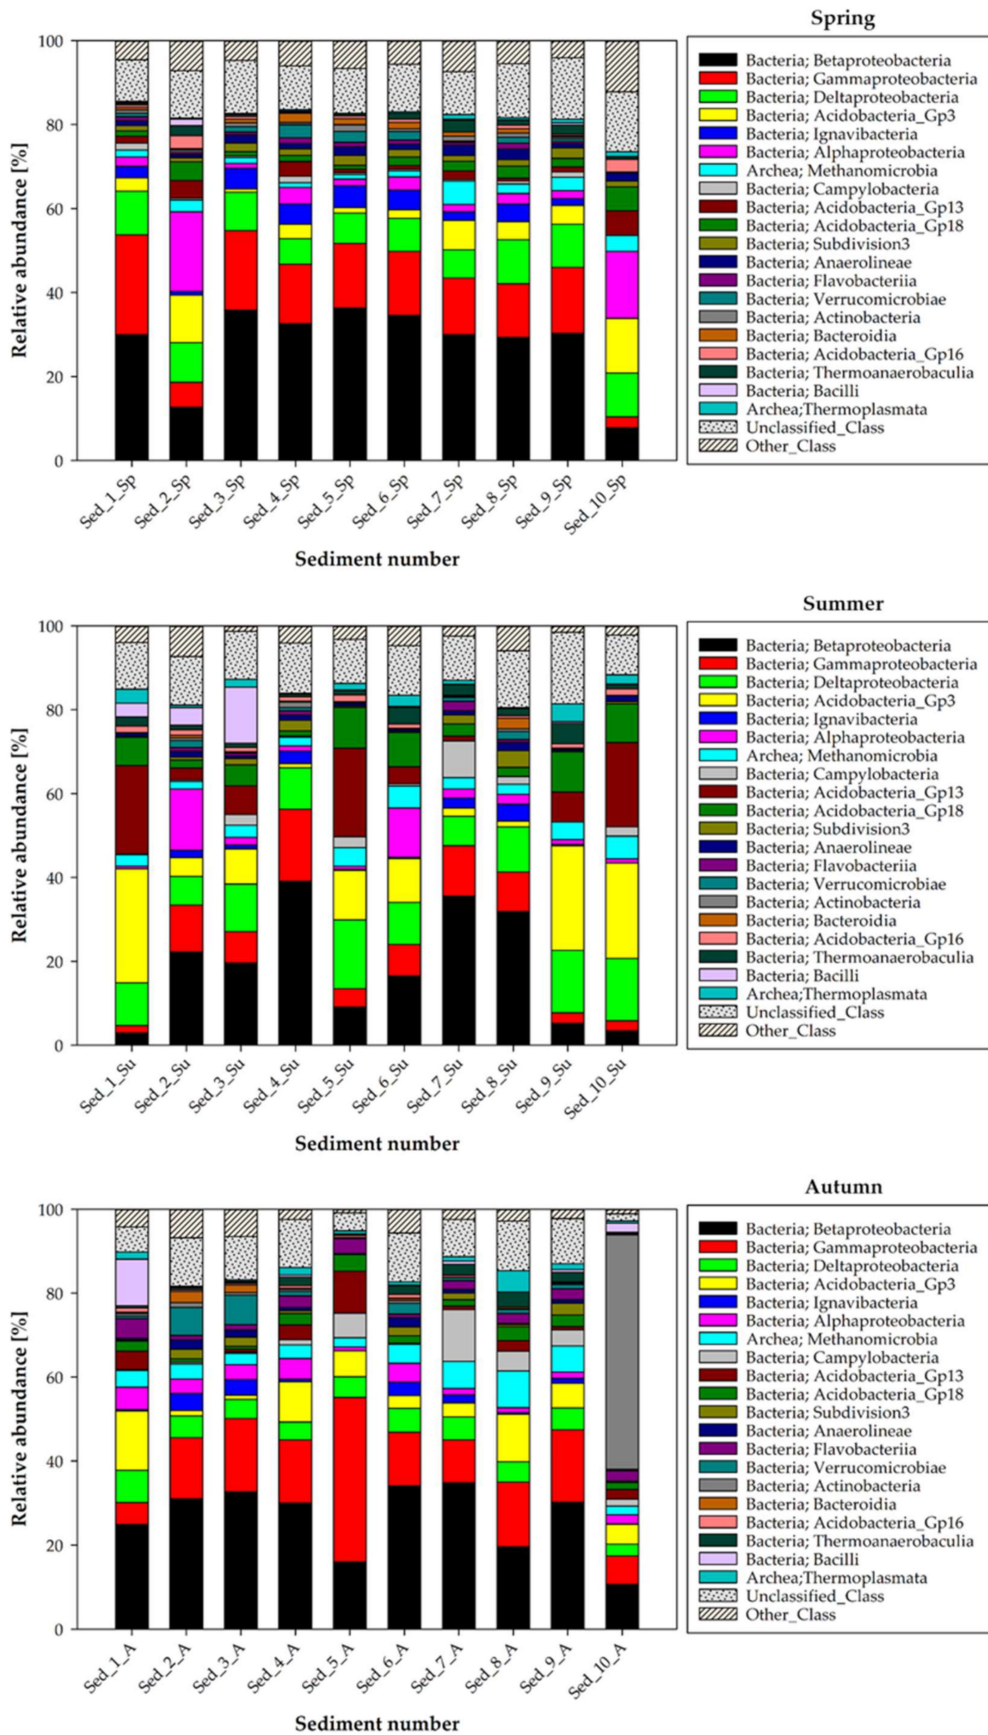 Spring
Relative abundance [%]
100
80
60
40
20
0
Sed_1_Sp
Sed_2_Sp
Sed_3_Sp
Sed_4_Sp
Sed_5_Sp
Sed_6_Sp
Sed_7_Sp
Sed_8_Sp
Sed_9_Sp
Sed_10_Sp
Sediment number
Bacteria; Betaproteobacteria
Bacteria; Gammaproteobacteria
Bacteria; Deltaproteobacteria
Bacteria; Acidobacteria_Gp3
Bacteria; Ignavibacteria
Bacteria; Alphaproteobacteria
Archea; Methanomicrobia
Bacteria; Campylobacteria
Bacteria; Acidobacteria_Gp13
Bacteria; Acidobacteria_Gp18
Bacteria; Subdivision3
Bacteria; Anaerolineae
Bacteria; Flavobacteriia
Bacteria; Verrucomicrobiae
Bacteria; Actinobacteria
Bacteria; Bacteroidia
Bacteria; Acidobacteria_Gp16
Bacteria; Thermoanaerobaculia
Bacteria; Bacilli
Archea;Thermoplasmata
Unclassified_Class
Other_Class
Summer
Relative abundance [%]
100
80
60
40
20
0
Sed_1_Su
Sed_2_Su
Sed_3_Su
Sed_4_Su
Sed_5_Su
Sed_6_Su
Sed_7_Su
Sed_8_Su
Sed_9_Su
Sed_10_Su
Sediment number
Bacteria; Betaproteobacteria
Bacteria; Gammaproteobacteria
Bacteria; Deltaproteobacteria
Bacteria; Acidobacteria_Gp3
Bacteria; Ignavibacteria
Bacteria; Alphaproteobacteria
Archea; Methanomicrobia
Bacteria; Campylobacteria
Bacteria; Acidobacteria_Gp13
Bacteria; Acidobacteria_Gp18
Bacteria; Subdivision3
Bacteria; Anaerolineae
Bacteria; Flavobacteriia
Bacteria; Verrucomicrobiae
Bacteria; Actinobacteria
Bacteria; Bacteroidia
Bacteria; Acidobacteria_Gp16
Bacteria; Thermoanaerobaculia
Bacteria; Bacilli
Archea;Thermoplasmata
Unclassified_Class
Other_Class
Autumn
Relative abundance [%]
100
80
60
40
20
0
Sed_1_A
Sed_2_A
Sed_3_A
Sed_4_A
Sed_5_A
Sed_6_A
Sed_7_A
Sed_8_A
Sed_9_A
Sed_10_A
Sediment number
Bacteria; Betaproteobacteria
Bacteria; Gammaproteobacteria
Bacteria; Deltaproteobacteria
Bacteria; Acidobacteria_Gp3
Bacteria; Ignavibacteria
Bacteria; Alphaproteobacteria
Archea; Methanomicrobia
Bacteria; Campylobacteria
Bacteria; Acidobacteria_Gp13
Bacteria; Acidobacteria_Gp18
Bacteria; Subdivision3
Bacteria; Anaerolineae
Bacteria; Flavobacteriia
Bacteria; Verrucomicrobiae
Bacteria; Actinobacteria
Bacteria; Bacteroidia
Bacteria; Acidobacteria_Gp16
Bacteria; Thermoanaerobaculia
Bacteria; Bacilli
Archea;Thermoplasmata
Unclassified_Class
Other_Class